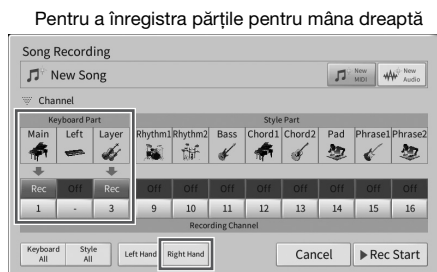 Pentru a înregistra părțile pentru mâna dreaptă
Song Recording
New Song
New MIDI
New Audio
Channel
Keyboard Part
Style Part
Main Left Layer Rhythm1 Rhythm2 Bass Chord1 Chord2 Pad Phrase1 Phrase2
Rec Off Rec Off Off Off Off Off Off Off Off
1 - 3 9 10 11 12 13 14 15 16
Recording Channel
Keyboard All
Style All
Left Hand
Right Hand
Cancel
Rec Start